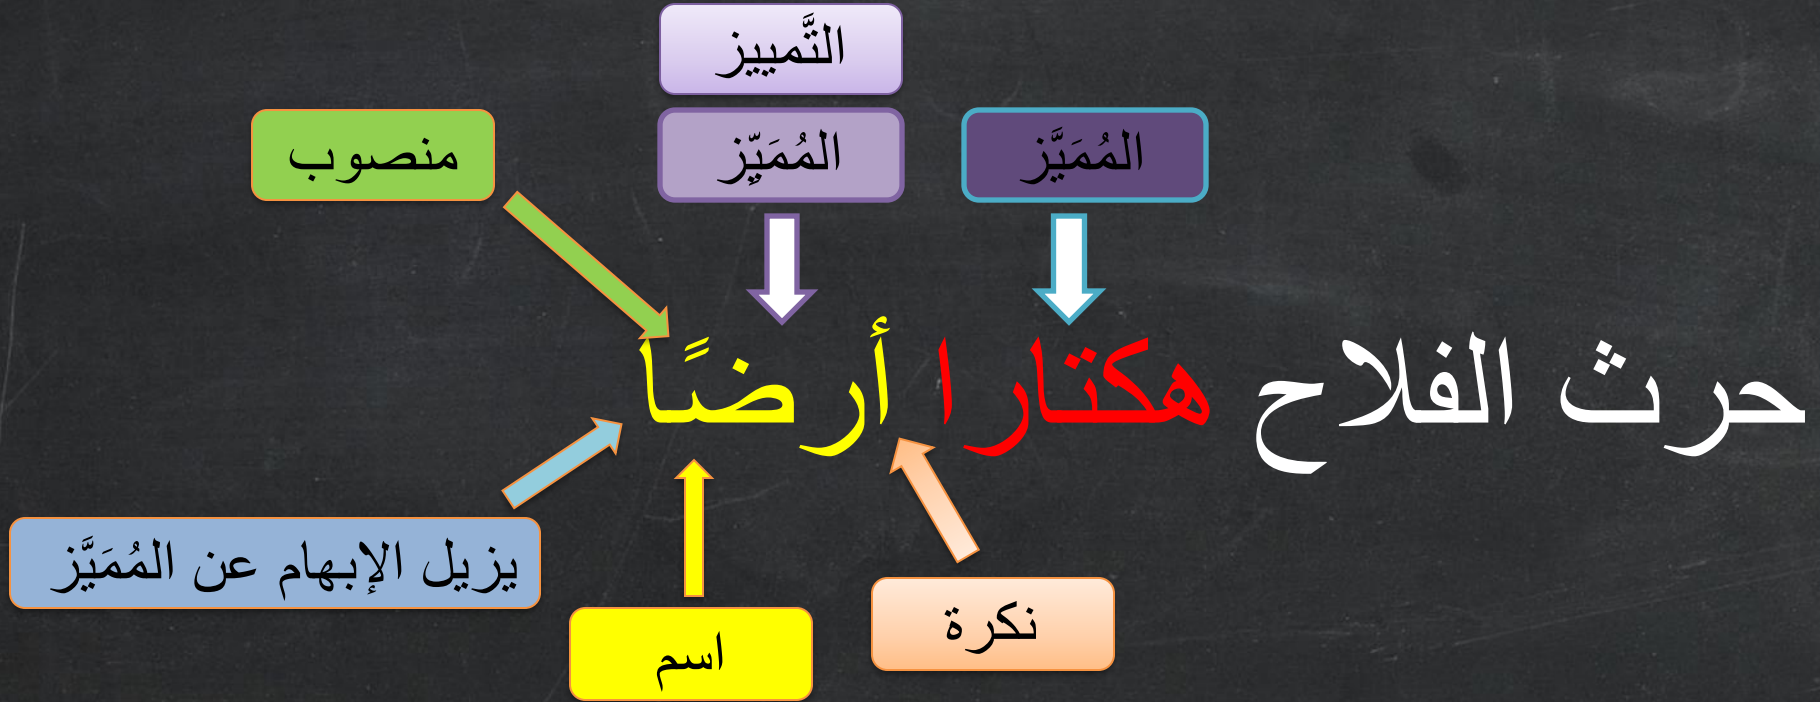 التَّمييز
المُمَيَّز
المُمَيِّز
منصوب
حرث الفلاح هكتارا أرضًا
يزيل الإبهام عن المُمَيَّز
نكرة
اسم